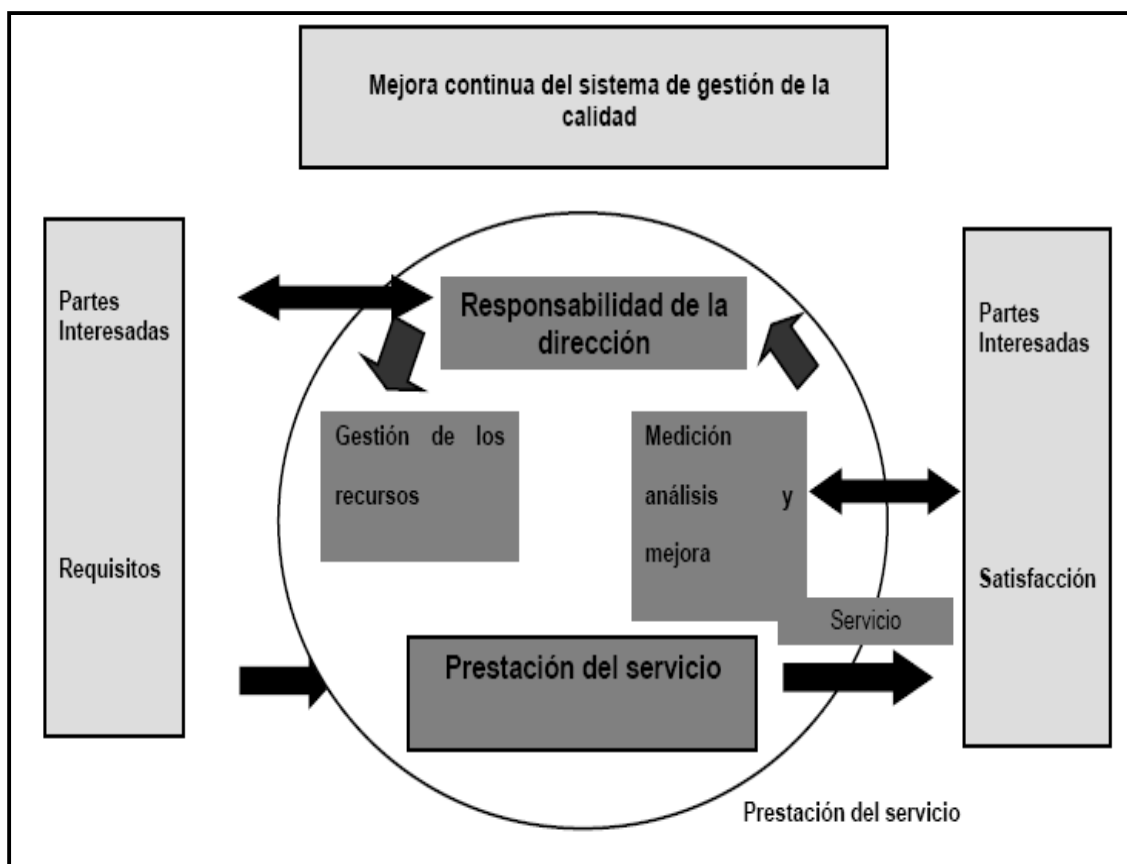 Mejora continua del sistema de gestión de la
calidad
Partes
Interesadas
Requisitos
Responsabilidad de la
dirección
Gestión de los
recursos
Medición
análisis y
mejora
Servicio
Prestación del servicio
Partes
Interesadas
Satisfacción
Prestación del servicio